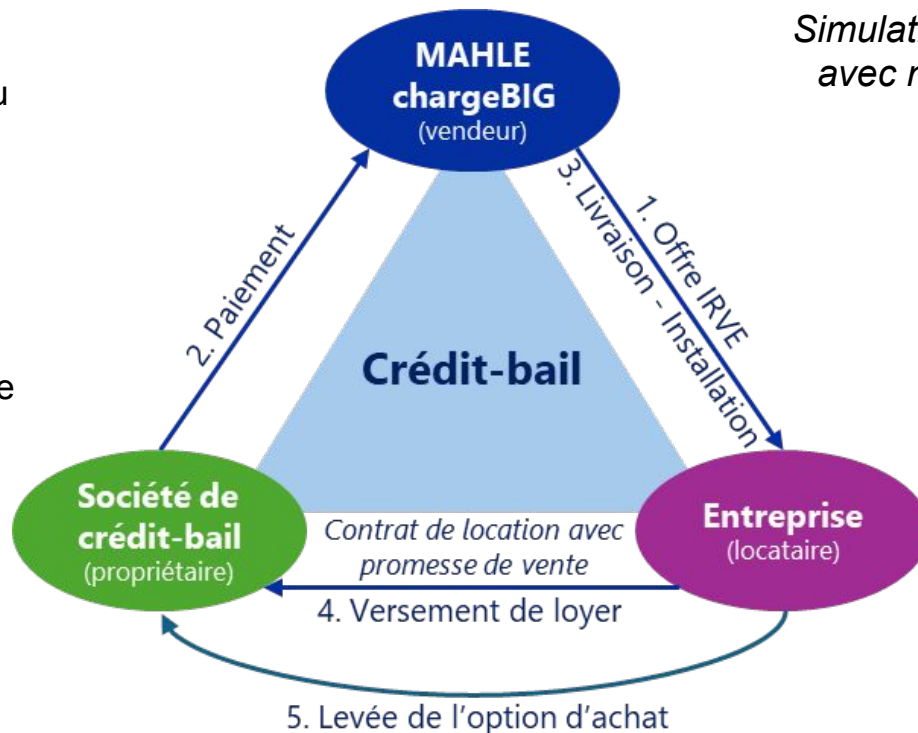 MAHLE
chargeBIG
(vendeur)
avec
u
2. Paiement
1. Offre IRVE
3. Livraison - Installation
Crédit-bail
e
Société de
crédit-bail
(propriétaire)
Contrat de location avec
promesse de vente
Entreprise
(locataire)
4. Versement de loyer
5. Levée de l'option d'achat